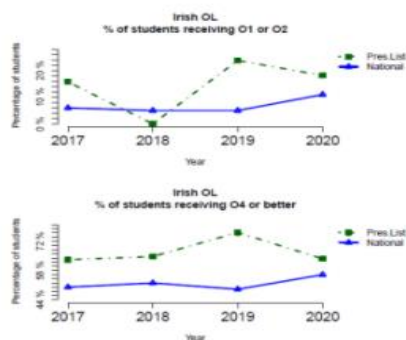 Irish OL
% of students receiving O1 or O2
Percentage of students
0 %
10 %
20 %
Pres.List
National
2017
2018
2019
2020
Year
Irish OL
% of students receiving O4 or better
Percentage of students
44 %
58 %
72 %
Pres.List
National
2017
2018
2019
2020
Year